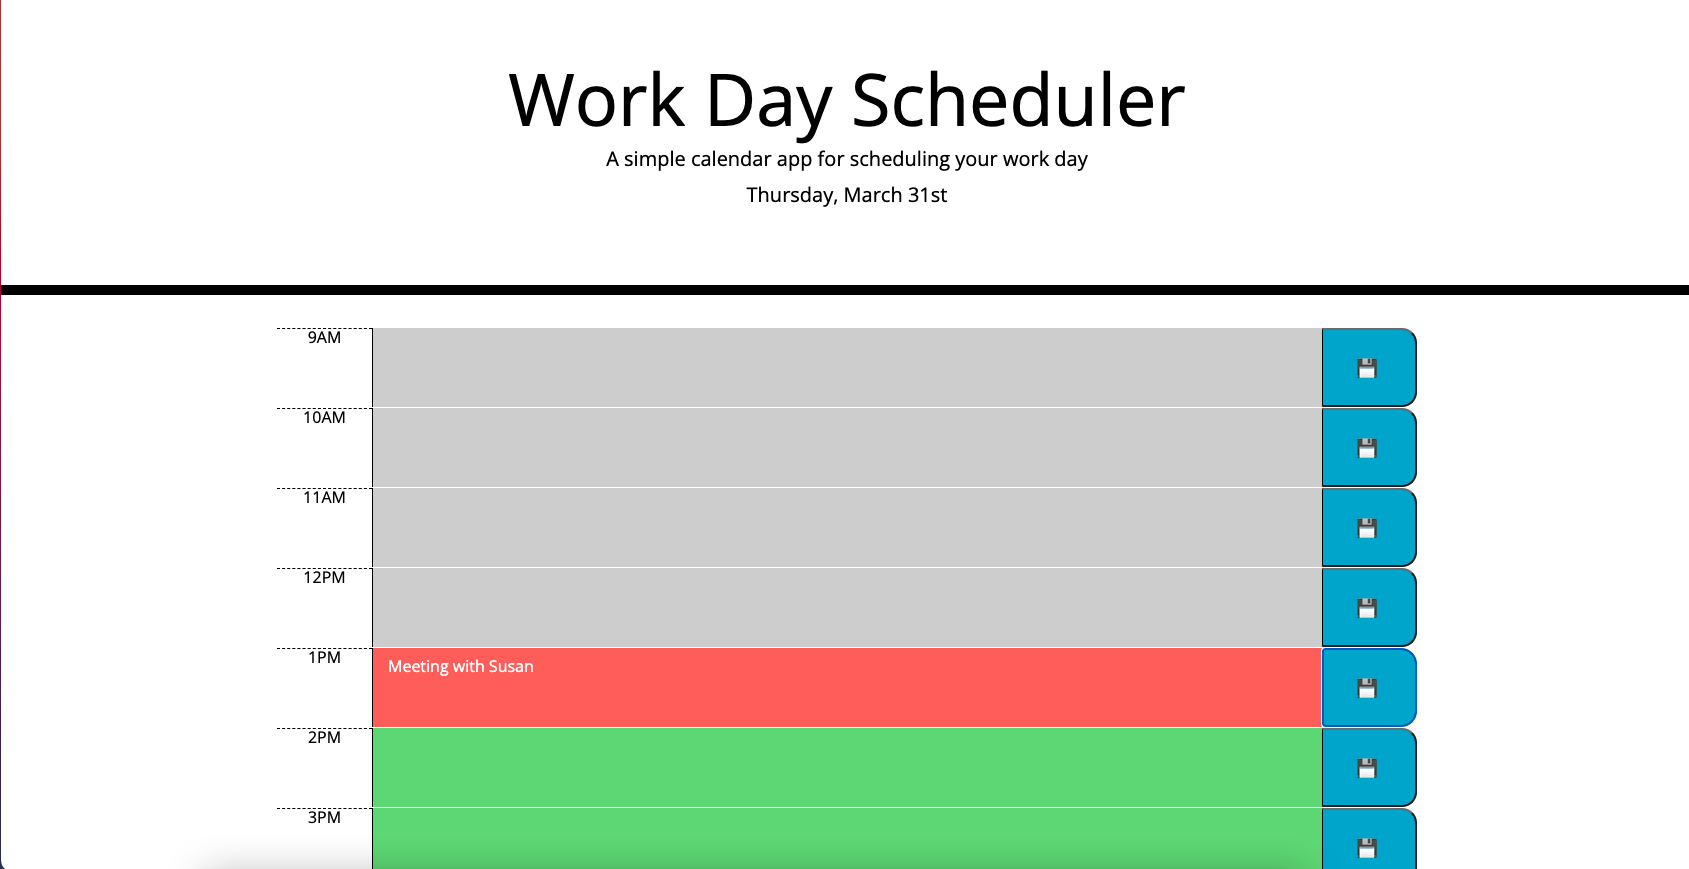 Work Day Scheduler
A simple calendar app for scheduling your work day
Thursday, March 31st
9AM
10AM
11AM
12PM
1PM
Meeting with Susan
2PM
3PM